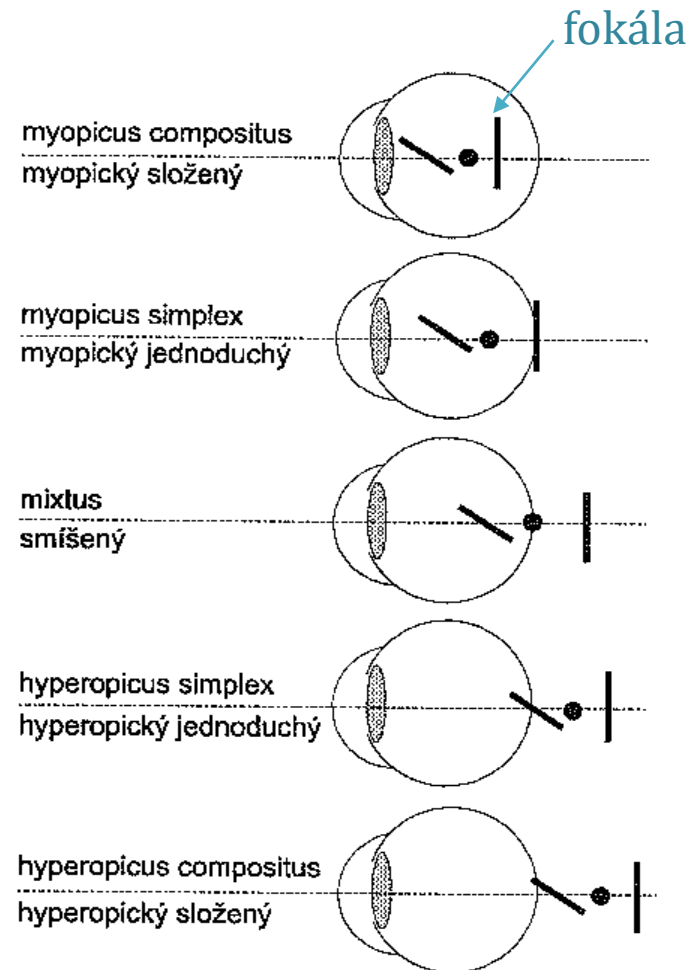 fokála
myopicus compositus
myopický složený
myopicus simplex
myopický jednoduchý
mixtus
smíšený
hyperopicus simplex
hyperopický jednoduchý
hyperopicus compositus
hyperopický složený